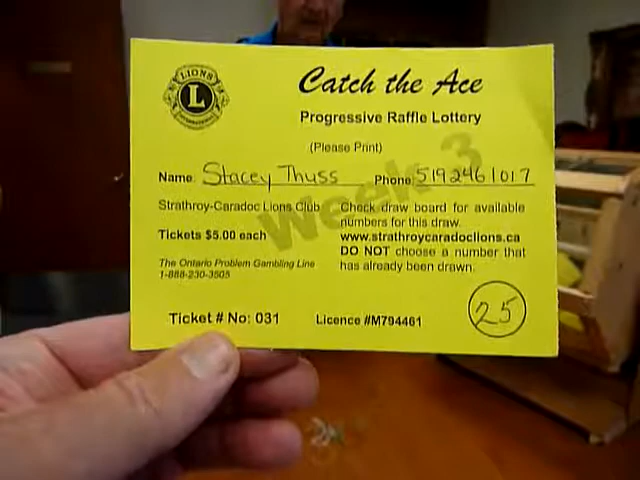 LIONS
L
INTERNATIONAL
Catch the Ace
Progressive Raffle Lottery
(Please Print)
Name: Stacey Thuss Phone: 5192461017
Week 3
Strathroy-Caradoc Lions Club
Tickets $5.00 each
The Ontario Problem Gambling Line
1-888-230-3505
Check draw board for available
numbers for this draw.
www.strathroycaradoclions.ca
DO NOT choose a number that
has already been drawn.
Ticket # No: 031 Licence #M794461
25